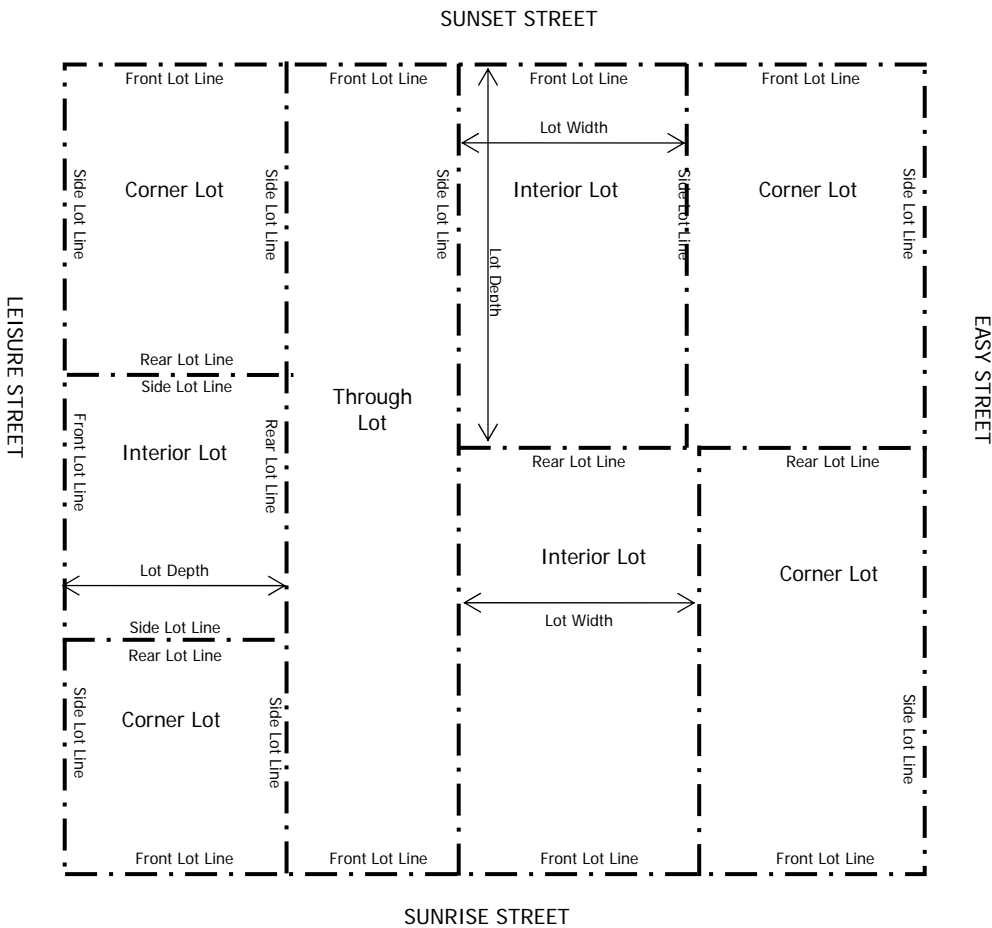 SUNSET STREET
Front Lot Line
Front Lot Line
Front Lot Line
Front Lot Line
Lot Width
Side Lot Line
Corner Lot
Side Lot Line
Side Lot Line
Interior Lot
Side Lot Line
Corner Lot
Side Lot Line
Lot Depth
LEISURE STREET
EASY STREET
Rear Lot Line
Side Lot Line
Through
Lot
Front Lot Line
Interior Lot
Rear Lot Line
Rear Lot Line
Rear Lot Line
Interior Lot
Corner Lot
Lot Depth
Lot Width
Side Lot Line
Rear Lot Line
Side Lot Line
Corner Lot
Side Lot Line
Side Lot Line
Front Lot Line
Front Lot Line
Front Lot Line
Front Lot Line
SUNRISE STREET